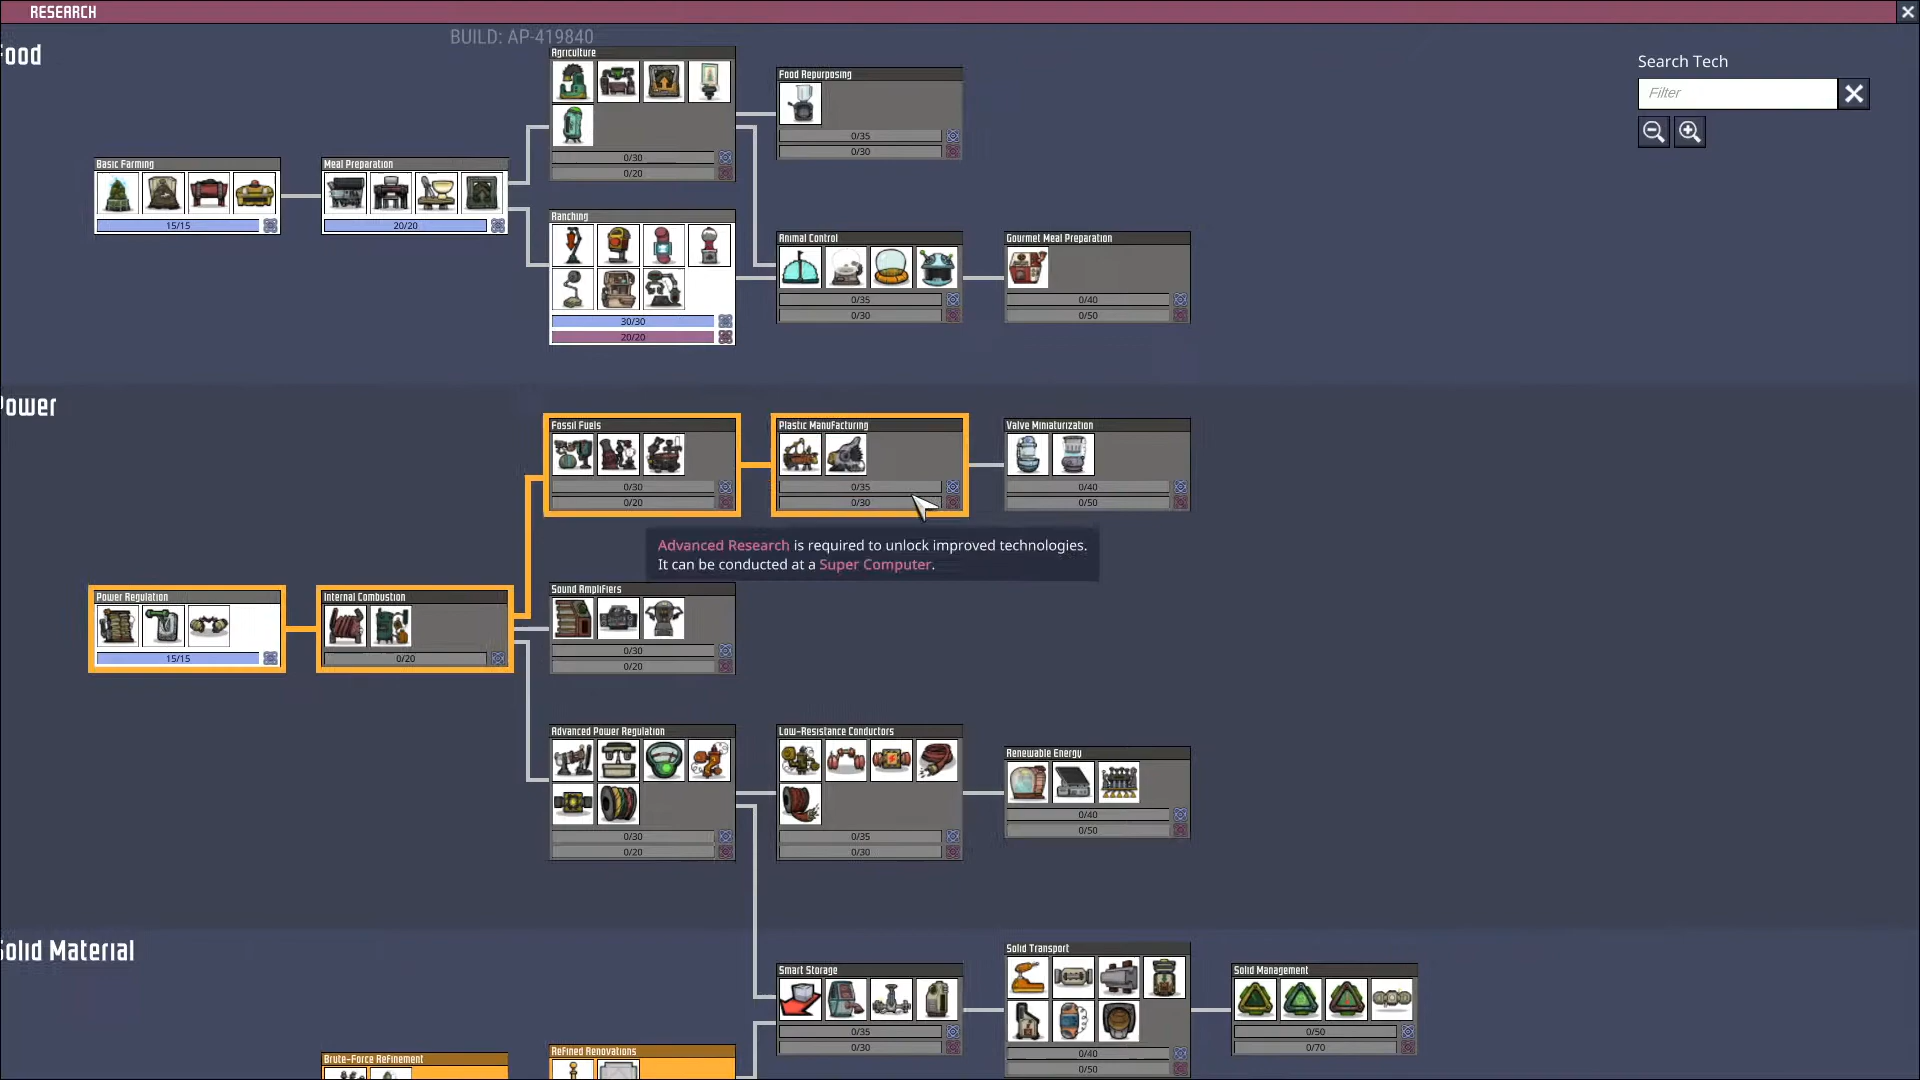 RESEARCH
BUILD: AP-419840
Food
Search Tech
Filter
Agriculture
0/30
0/20
Food Repurposing
0/35
0/30
Basic Farming
15/15
Meal Preparation
20/20
Ranching
30/30
20/20
Animal Control
0/35
0/30
Gourmet Meal Preparation
0/40
0/50
Power
Fossil Fuels
0/30
0/20
Plastic Manufacturing
0/35
0/30
Valve Miniaturization
0/40
0/50
Advanced Research is required to unlock improved technologies.
It can be conducted at a Super Computer.
Power Regulation
15/15
Internal Combustion
0/20
Sound Amplifiers
0/30
0/20
Advanced Power Regulation
0/30
0/20
Low-Resistance Conductors
0/35
0/30
Renewable Energy
0/40
0/50
Solid Material
Smart Storage
0/35
0/30
Solid Transport
0/40
0/50
Solid Management
0/50
0/70
Brute-Force Refinement
Refined Renovations